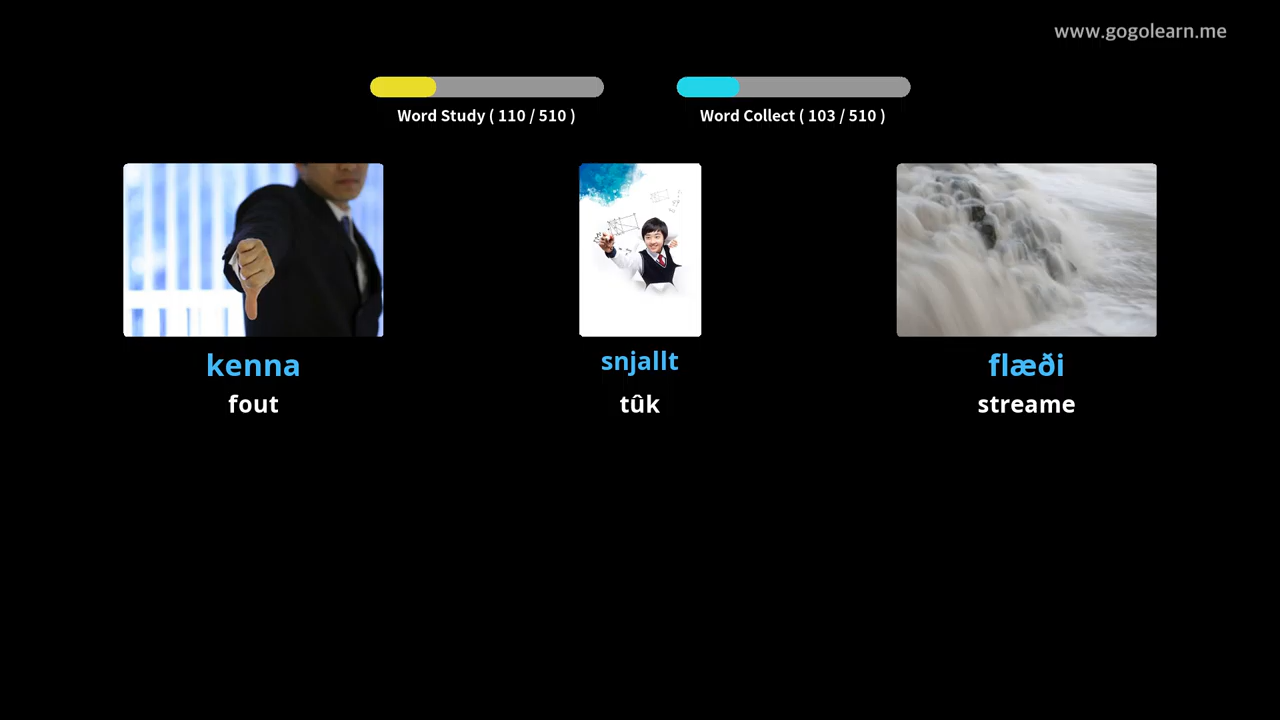 www.gogolearn.me
Word Study ( 110 / 510 )
Word Collect ( 103 / 510 )
kenna
fout
snjallt
tûk
flæði
streame